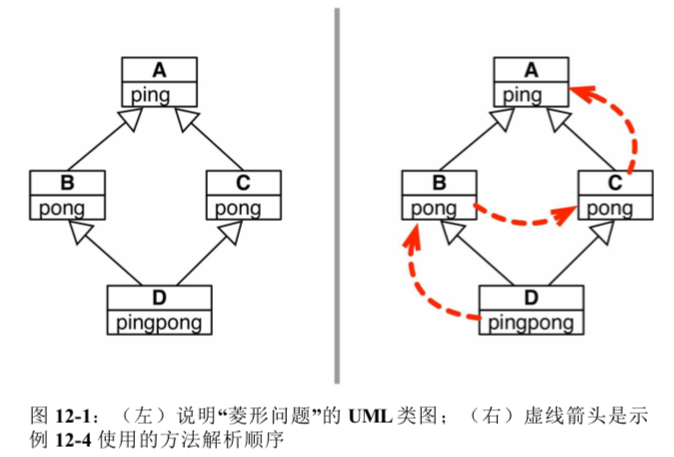 A
ping
B
pong
C
pong
D
pingpong
A
ping
B
pong
C
pong
D
pingpong
图 12-1：（左）说明“菱形问题”的 UML 类图；（右）虚线箭头是示
例 12-4 使用的方法解析顺序